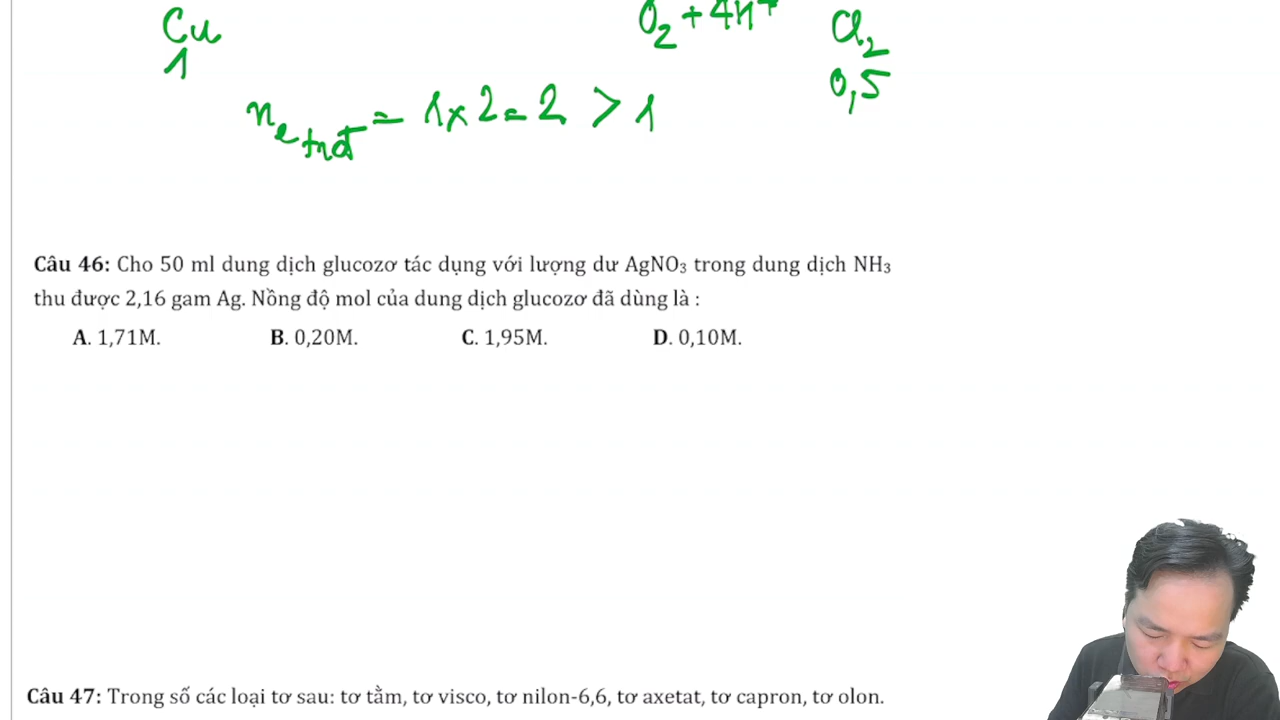 Cu
O₂ + 4H⁺
Cl₂
1
0,5
n e trđ = 1 x 2 = 2 > 1
Câu 46: Cho 50 ml dung dịch glucozơ tác dụng với lượng dư AgNO₃ trong dung dịch NH₃
thu được 2,16 gam Ag. Nồng độ mol của dung dịch glucozơ đã dùng là :
A. 1,71M. B. 0,20M. C. 1,95M. D. 0,10M.
Câu 47: Trong số các loại tơ sau: tơ tằm, tơ visco, tơ nilon-6,6, tơ axetat, tơ capron, tơ olon.